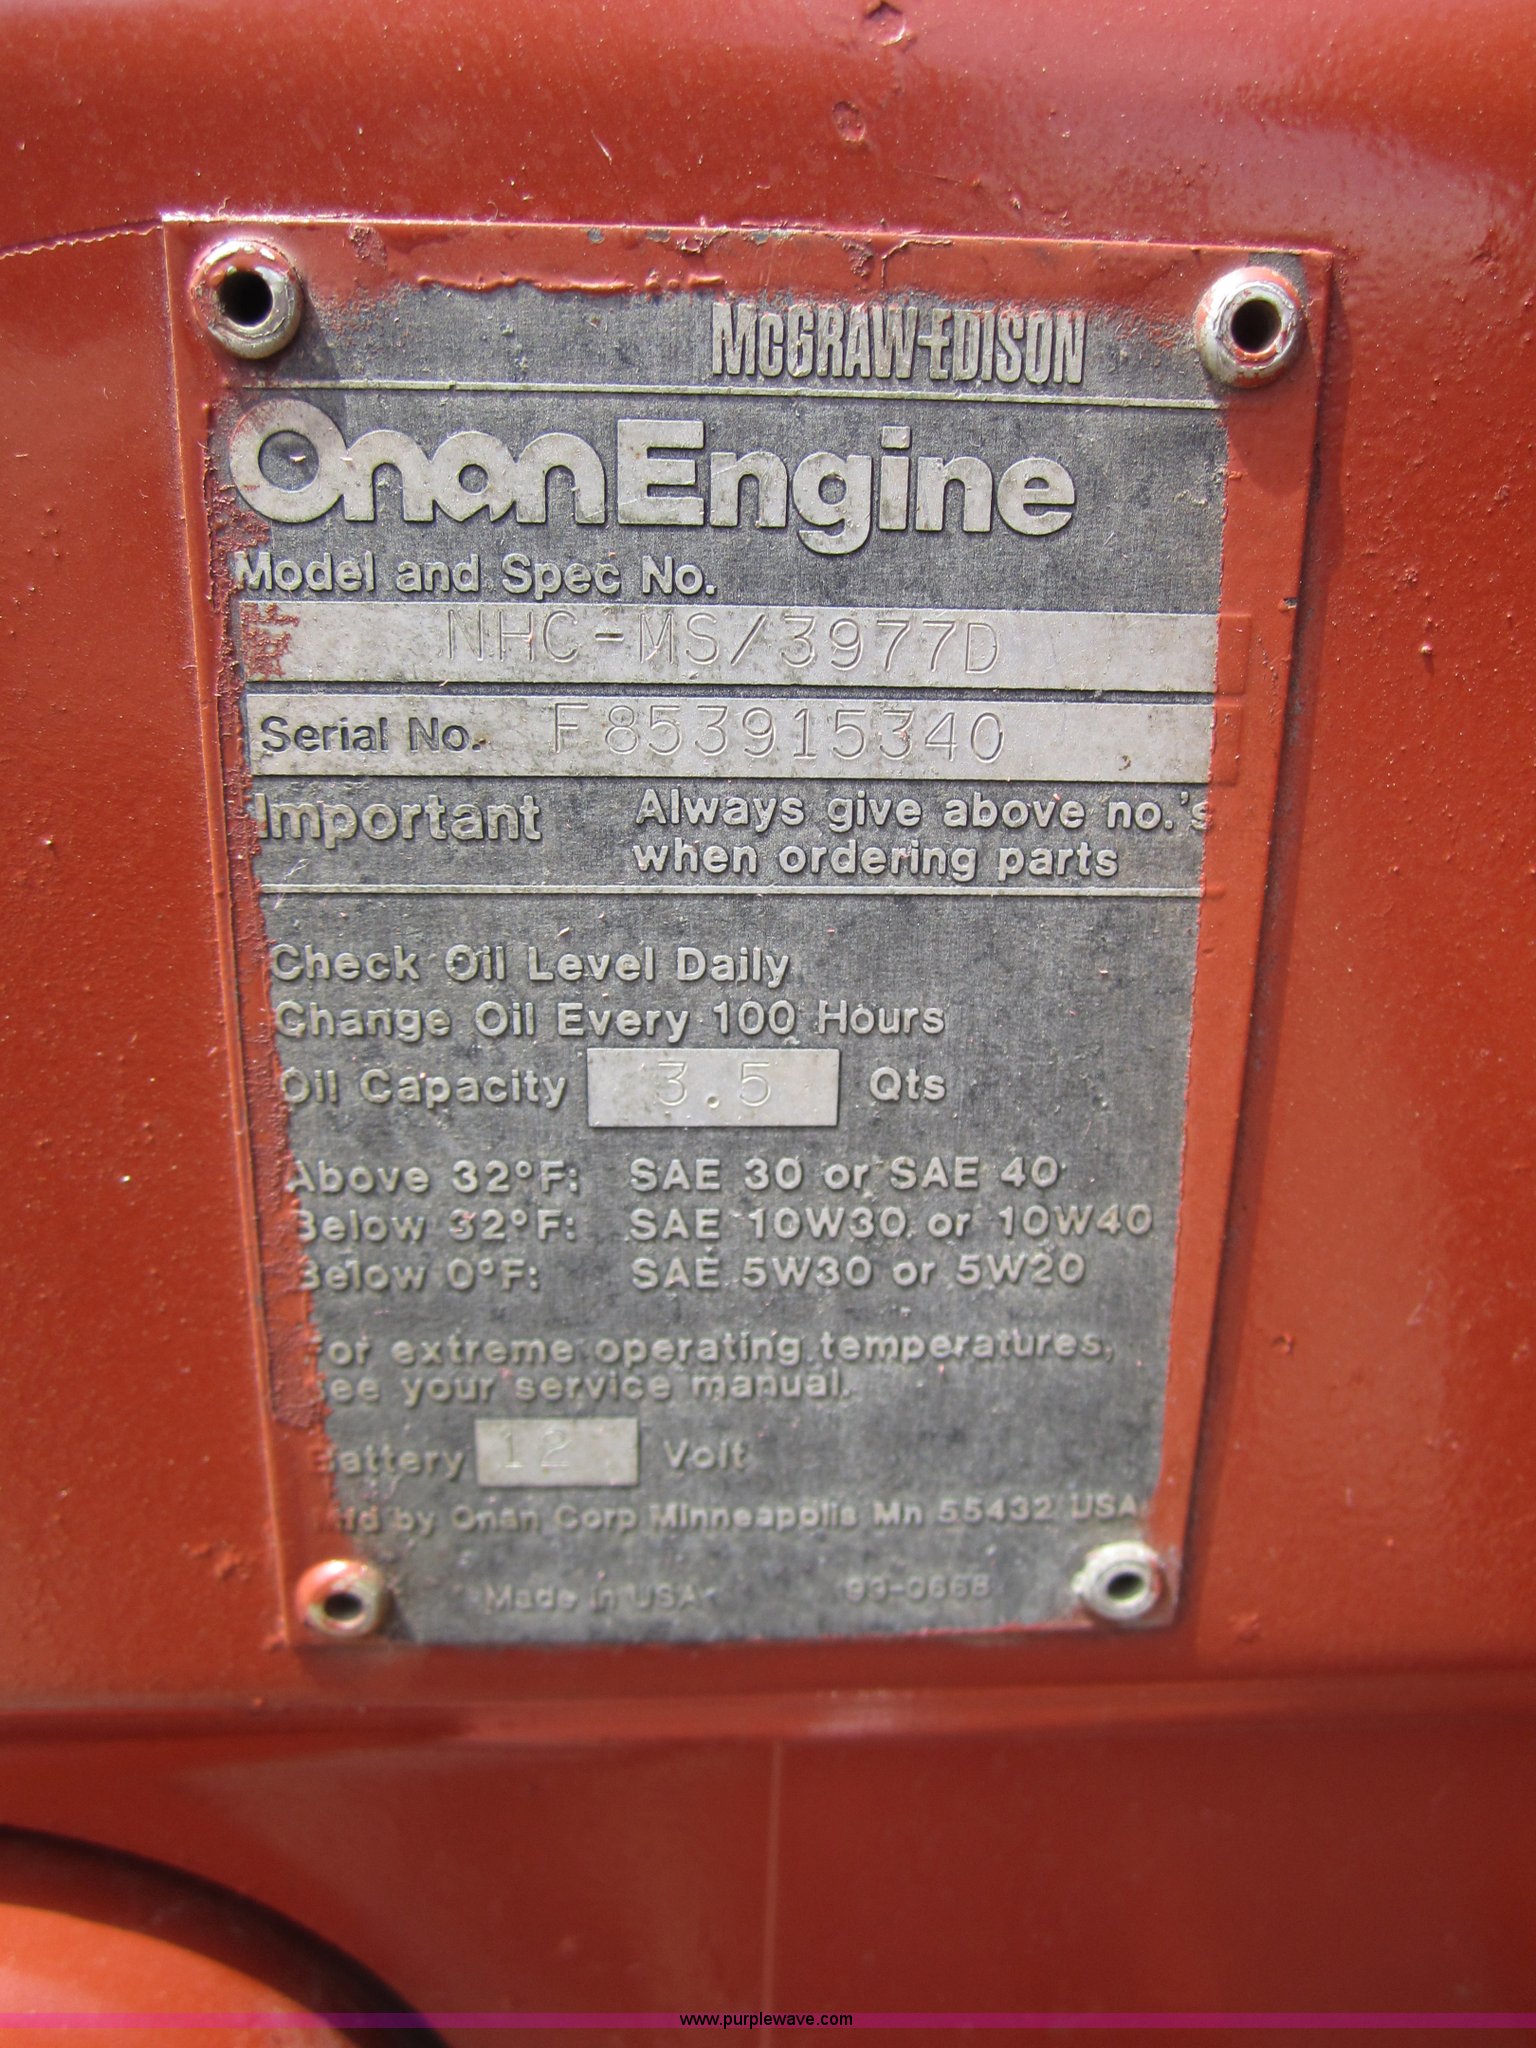 McGRAW-EDISON
Onan Engine
Model and Spec No.
NHC-MS/3977D
Serial No. F853915340
Important Always give above no.'s
when ordering parts
Check Oil Level Daily
Change Oil Every 100 Hours
Oil Capacity 3.5 Qts
Above 32°F: SAE 30 or SAE 40
Below 32°F: SAE 10W30 or 10W40
Below 0°F: SAE 5W30 or 5W20
For extreme operating temperatures,
see your service manual.
Battery 12 Volt
Mfd by Onan Corp Minneapolis Mn 55432 USA
Made in USA 93-0668
www.purplewave.com